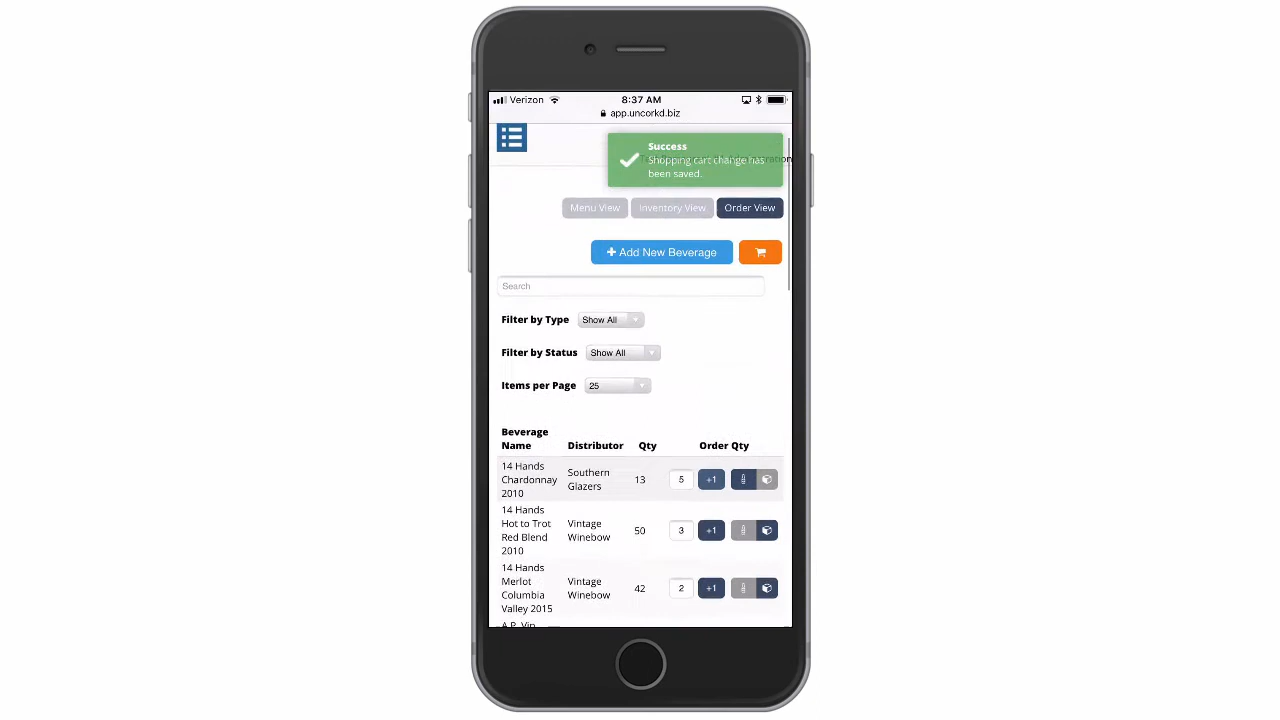 Verizon 8:37 AM
app.uncorkd.biz
Success
Shopping cart change has
been saved.
Menu View Inventory View Order View
+ Add New Beverage
Search
Filter by Type Show All
Filter by Status Show All
Items per Page 25
Beverage
Name Distributor Qty Order Qty
14 Hands
Chardonnay
2010
Southern
Glazers
13 5 +1
14 Hands
Hot to Trot
Red Blend
2010
Vintage
Winebow
50 3 +1
14 Hands
Merlot
Columbia
Valley 2015
Vintage
Winebow
42 2 +1
A.P. Vin